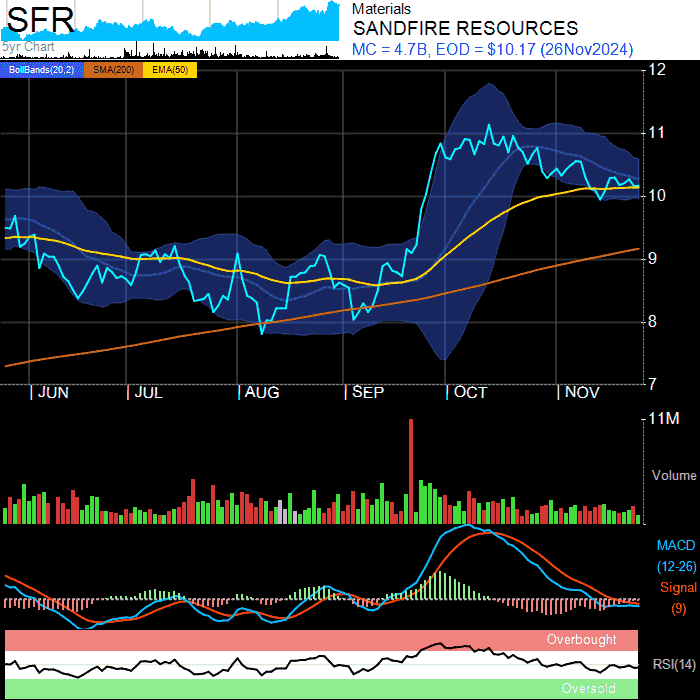 SFR
5yr Chart
Materials
SANDFIRE RESOURCES
MC = 4.7B, EOD = $10.17 (26Nov2024)
BollBands(20,2) SMA(200) EMA(50)
12
11
10
9
8
7
JUN JUL AUG SEP OCT NOV
11M
Volume
MACD
(12-26)
Signal
(9)
Overbought
RSI(14)
Oversold